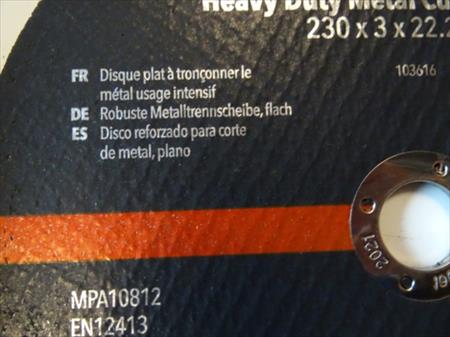 Heavy Duty Metal Cu
230 x 3 x 22.2
103616
FR Disque plat à tronçonner le
métal usage intensif
DE Robuste Metalltrennscheibe, flach
ES Disco reforzado para corte
de metal, plano
2021
MPA10812
EN12413